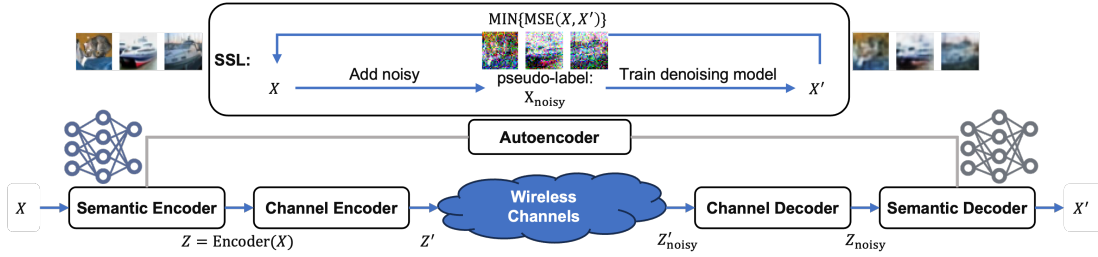 MIN{MSE(X, X′)}
SSL:
X
Add noisy
pseudo-label:
X_noisy
Train denoising model
X′
Autoencoder
X
Semantic Encoder
Channel Encoder
Wireless
Channels
Channel Decoder
Semantic Decoder
X′
Z = Encoder(X)
Z′
Z′_noisy
Z_noisy